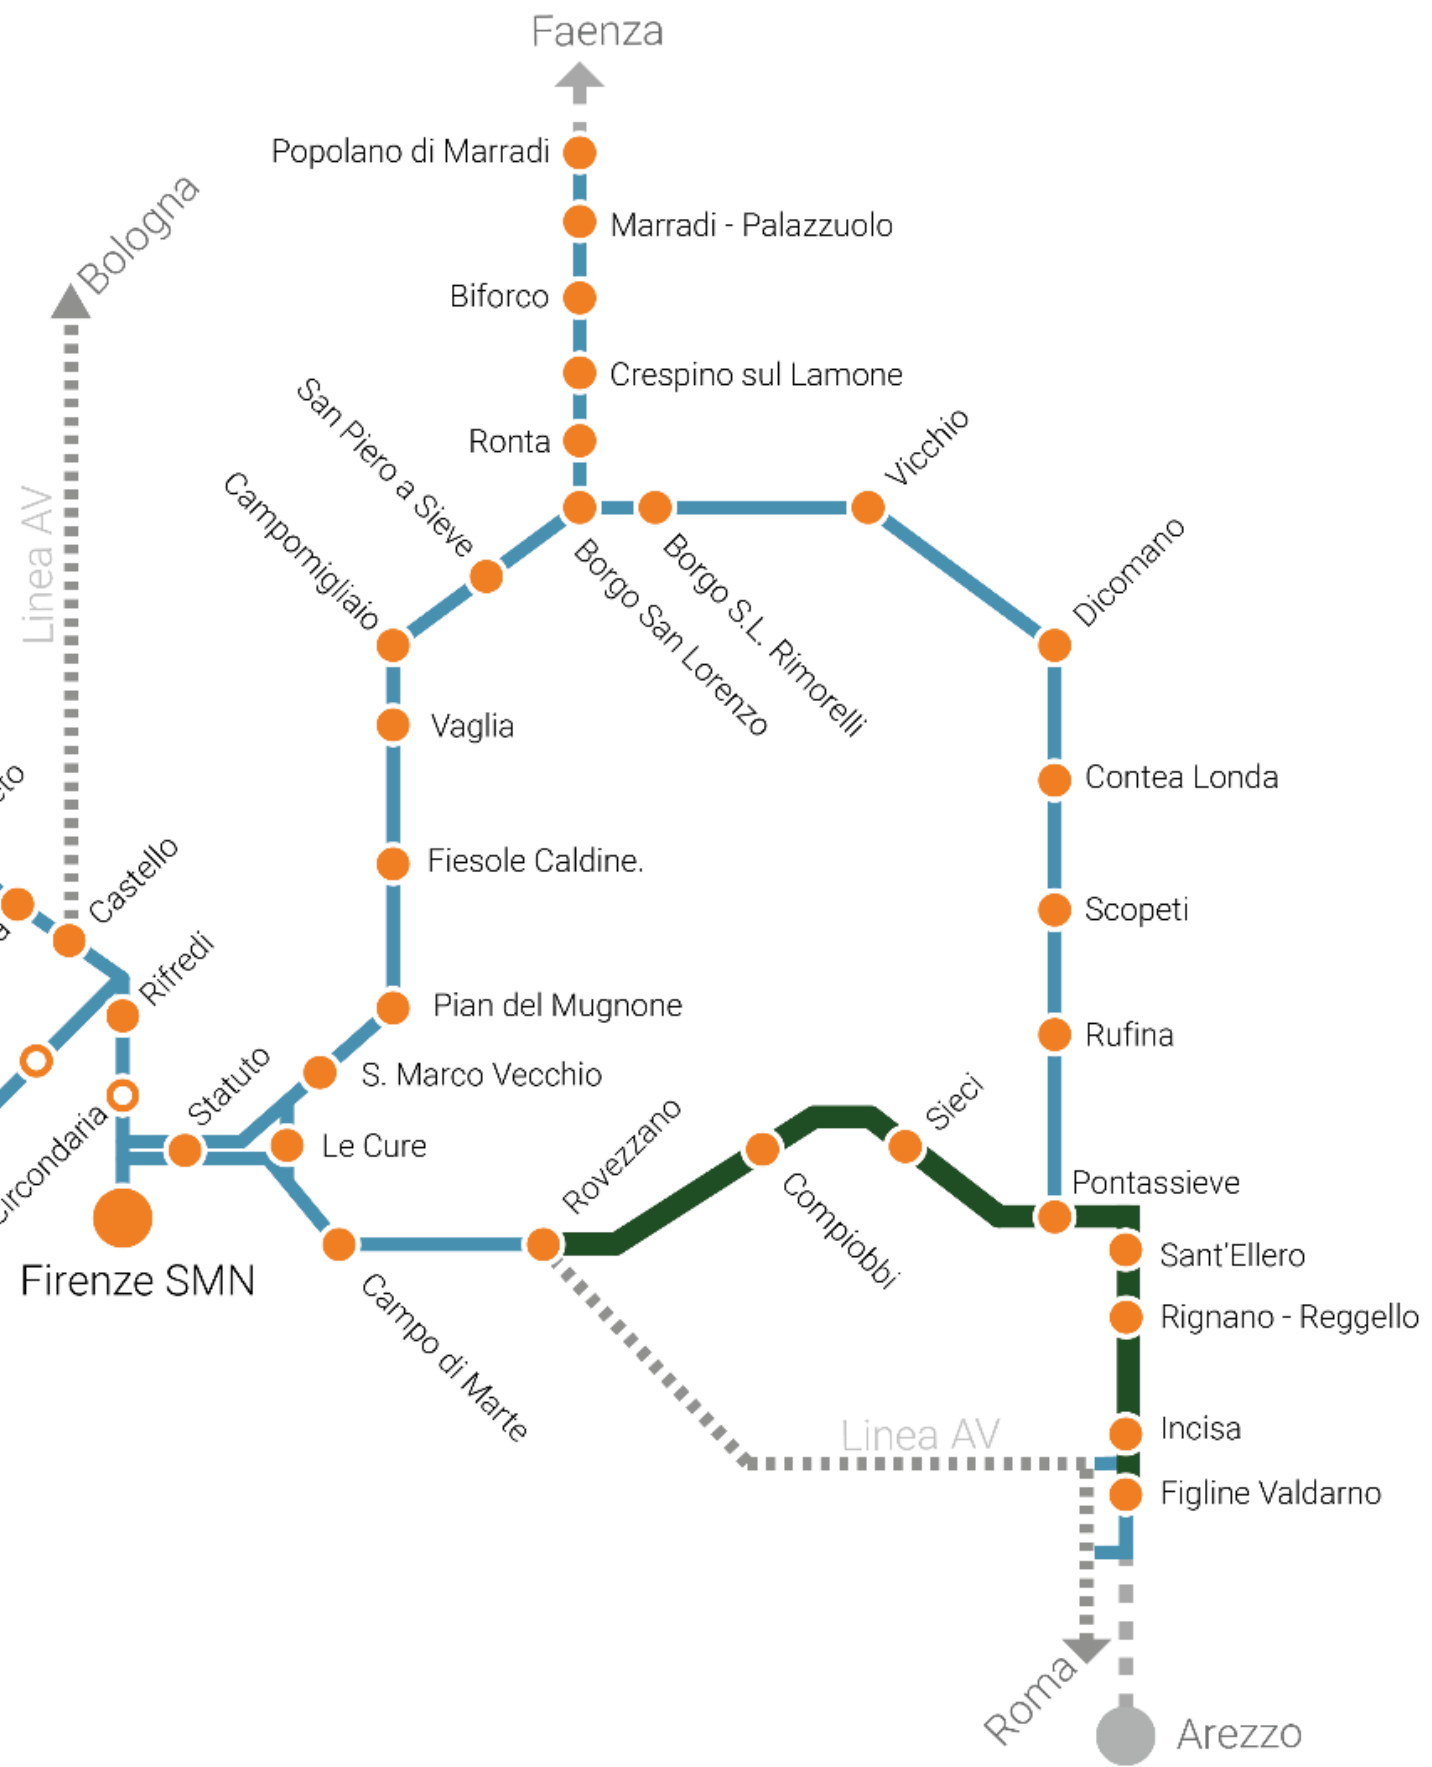 Faenza
Popolano di Marradi
Bologna
Marradi - Palazzuolo
Biforco
Crespino sul Lamone
San Piero a Sieve
Ronta
Vicchio
Linea AV
Campomigliaio
Borgo San Lorenzo
Borgo S.L. Rimorelli
Dicomano
Vaglia
Contea Londa
Fiesole Caldine.
Castello
Scopeti
Rifredi
Pian del Mugnone
Rufina
S. Marco Vecchio
Statuto
Circondaria
Le Cure
Rovezzano
Sieci
Compiobbi
Pontassieve
Sant'Ellero
Firenze SMN
Rignano - Reggello
Campo di Marte
Linea AV
Incisa
Figline Valdarno
Roma
Arezzo